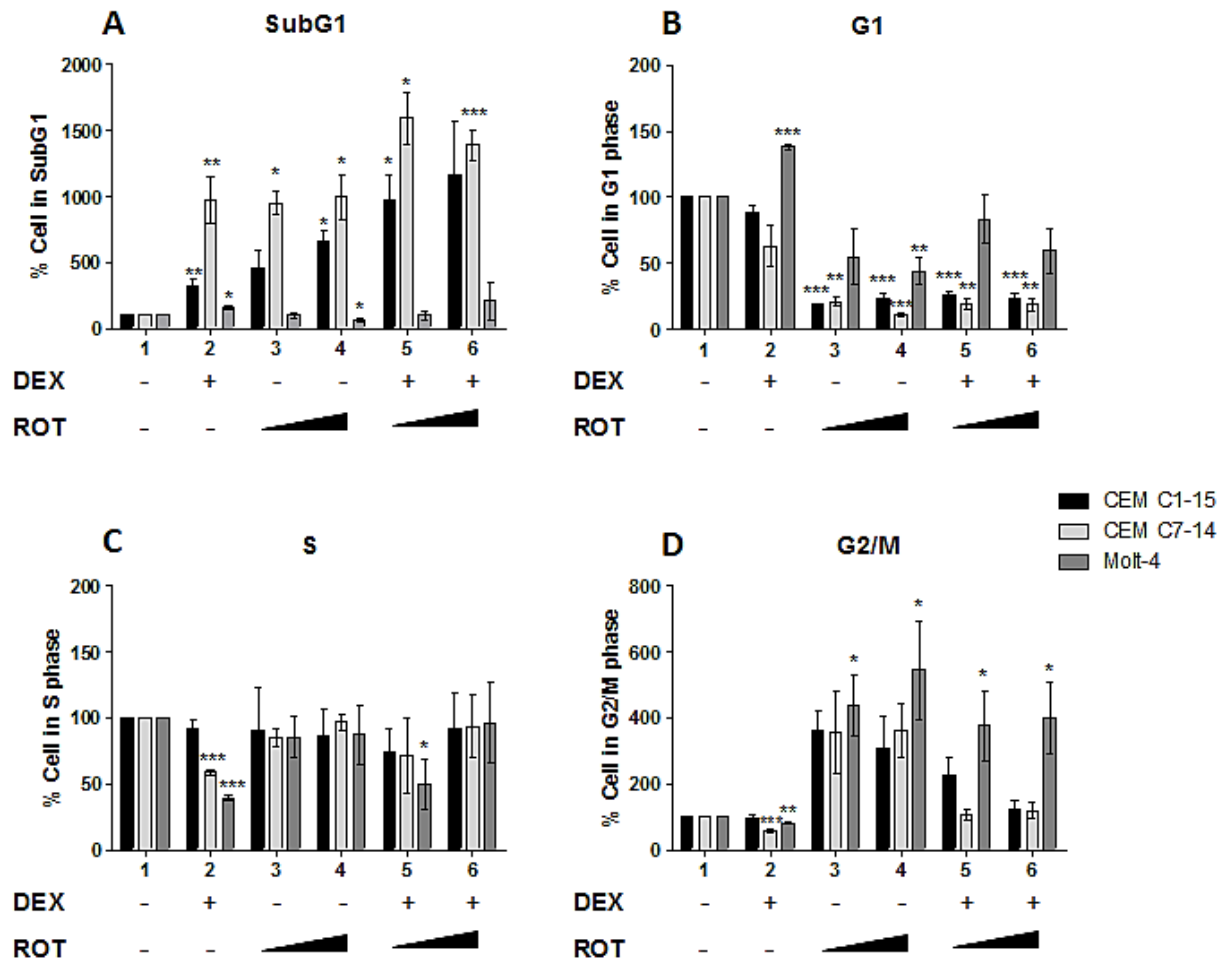 A SubG1
% Cell in SubG1
2000
1500
1000
500
0
** ** * * * * * * * ***
1 2 3 4 5 6
DEX - + - - + +
ROT - -
B G1
% Cell in G1 phase
200
150
100
50
0
*** *** ** *** *** ** *** ** *** **
1 2 3 4 5 6
DEX - + - - + +
ROT - -
CEM C1-15
CEM C7-14
Molt-4
C S
% Cell in S phase
200
150
100
50
0
*** *** *
1 2 3 4 5 6
DEX - + - - + +
ROT - -
D G2/M
% Cell in G2/M phase
800
600
400
200
0
*** ** * * * *
1 2 3 4 5 6
DEX - + - - + +
ROT - -